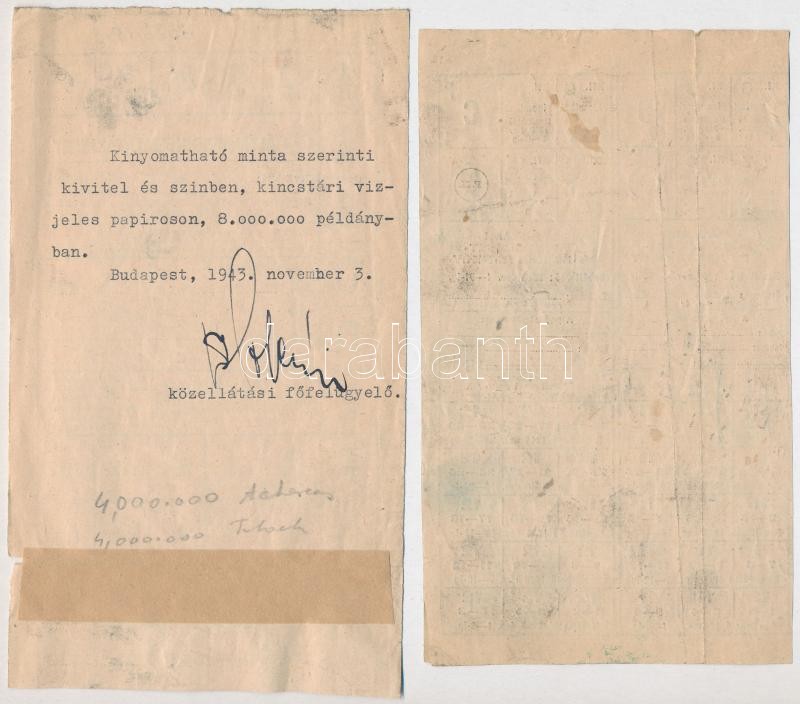 Kinyomatható minta szerinti
kivitel és szinben, kincstári viz-
jeles papiroson, 8.000.000 példány-
ban.
Budapest, 1943. november 3.
darabanth
közellátási főfelügyelő.
4,000.000
4,000.000